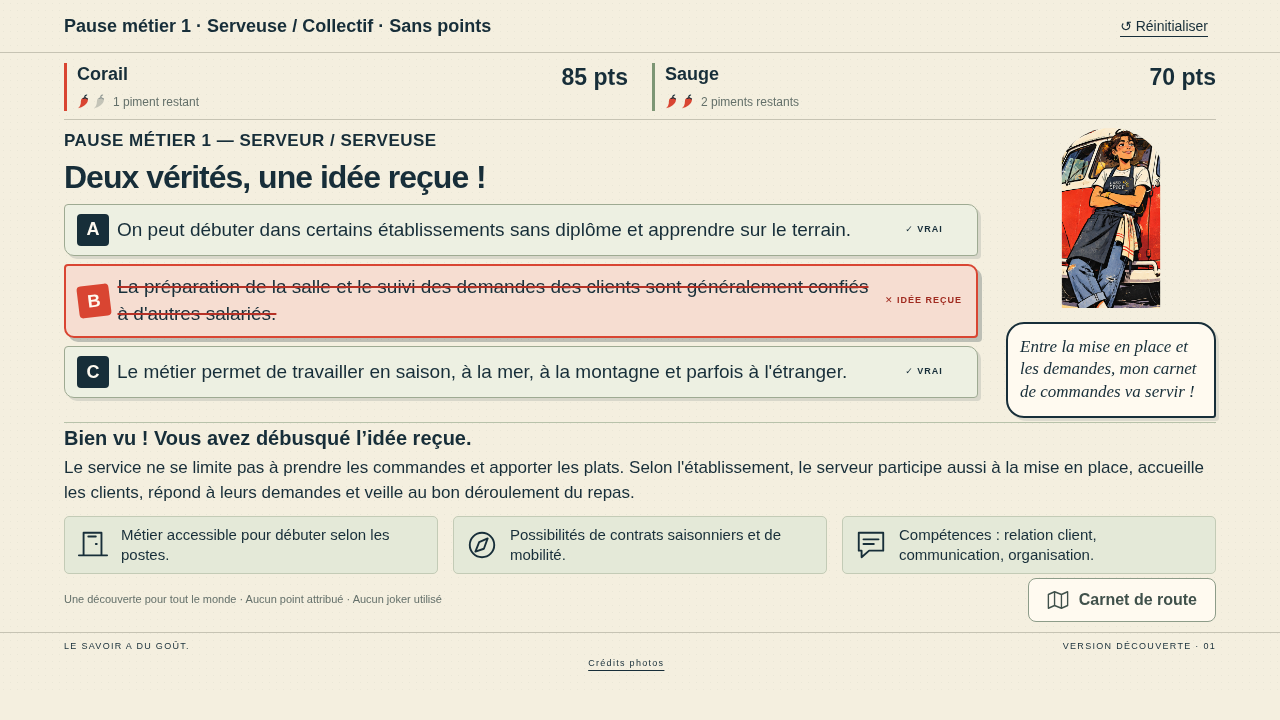 Pause métier 1 · Serveuse / Collectif · Sans points
↺ Réinitialiser
Corail
85 pts
1 piment restant
Sauge
70 pts
2 piments restants
PAUSE MÉTIER 1 — SERVEUR / SERVEUSE
Deux vérités, une idée reçue !
A On peut débuter dans certains établissements sans diplôme et apprendre sur le terrain. ✓ VRAI
B La préparation de la salle et le suivi des demandes des clients sont généralement confiés
à d'autres salariés.
✕ IDÉE REÇUE
C Le métier permet de travailler en saison, à la mer, à la montagne et parfois à l'étranger. ✓ VRAI
Entre la mise en place et
les demandes, mon carnet
de commandes va servir !
Bien vu ! Vous avez débusqué l’idée reçue.
Le service ne se limite pas à prendre les commandes et apporter les plats. Selon l'établissement, le serveur participe aussi à la mise en place, accueille
les clients, répond à leurs demandes et veille au bon déroulement du repas.
Métier accessible pour débuter selon les
postes.
Possibilités de contrats saisonniers et de
mobilité.
Compétences : relation client,
communication, organisation.
Une découverte pour tout le monde · Aucun point attribué · Aucun joker utilisé
Carnet de route
LE SAVOIR A DU GOÛT.
VERSION DÉCOUVERTE · 01
Crédits photos